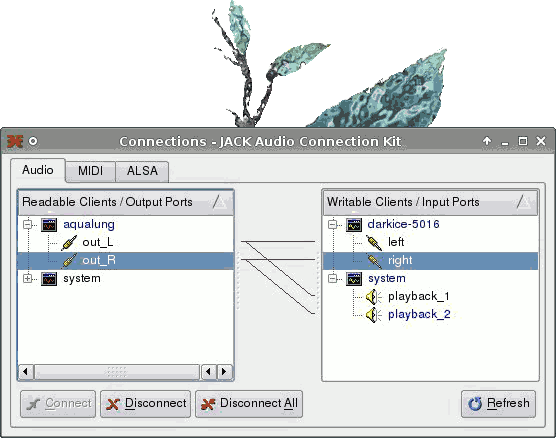 Connections - JACK Audio Connection Kit
Audio MIDI ALSA
Readable Clients / Output Ports Writable Clients / Input Ports
aqualung darkice-5016
out_L left
out_R right
system system
playback_1
playback_2
Connect Disconnect Disconnect All Refresh